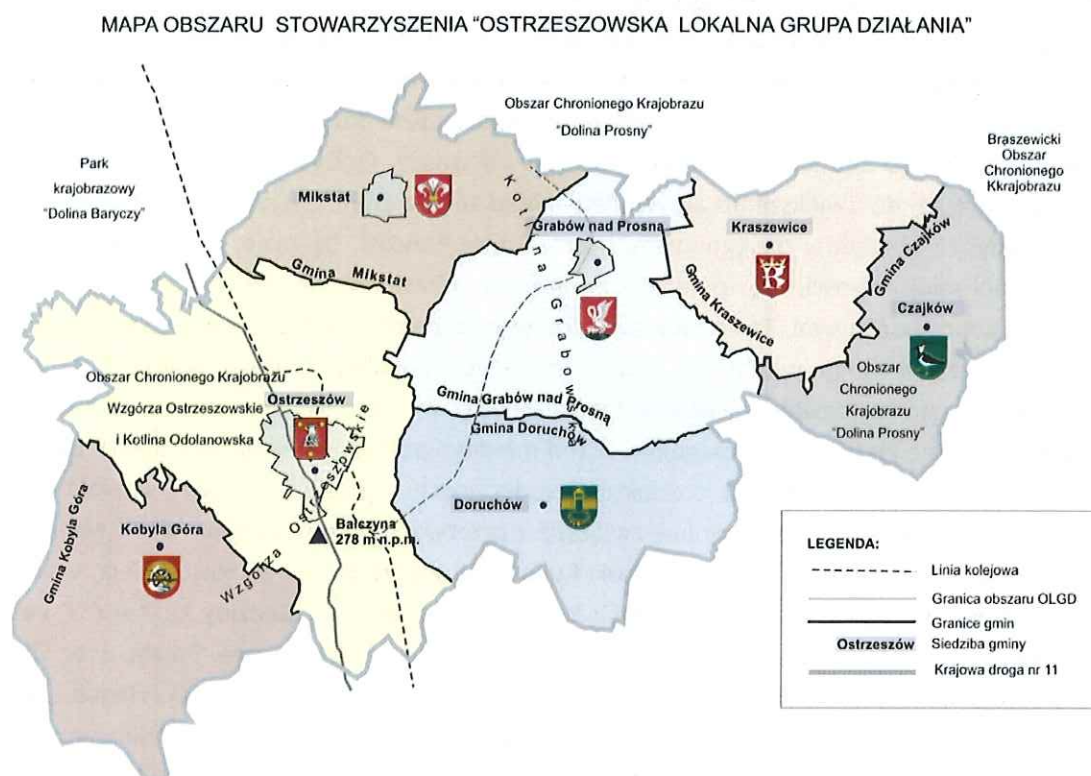 MAPA OBSZARU STOWARZYSZENIA "OSTRZESZOWSKA LOKALNA GRUPA DZIAŁANIA"
Obszar Chronionego Krajobrazu
"Dolina Prosny"
Park
krajobrazowy
"Dolina Baryczy"
Braszewicki
Obszar
Chronionego
Kkrajobrazu
Mikstat
Gmina Mikstat
Kotlina Grabowska
Grabów nad Prosną
Kraszewice
Gmina Kraszewice
Gmina Czajków
Czajków
Obszar
Chronionego
Krajobrazu
"Dolina Prosny"
Obszar Chronionego Krajobrazu
Wzgórza Ostrzeszowskie
i Kotlina Odolanowska
Ostrzeszów
Wzgórza Ostrzeszowskie
Gmina Grabów nad Prosną
Gmina Doruchów
Doruchów
Gmina Kobyla Góra
Kobyla Góra
Bałczyna
278 m n.p.m.
LEGENDA:
Linia kolejowa
Granica obszaru OLGD
Granice gmin
Ostrzeszów Siedziba gminy
Krajowa droga nr 11